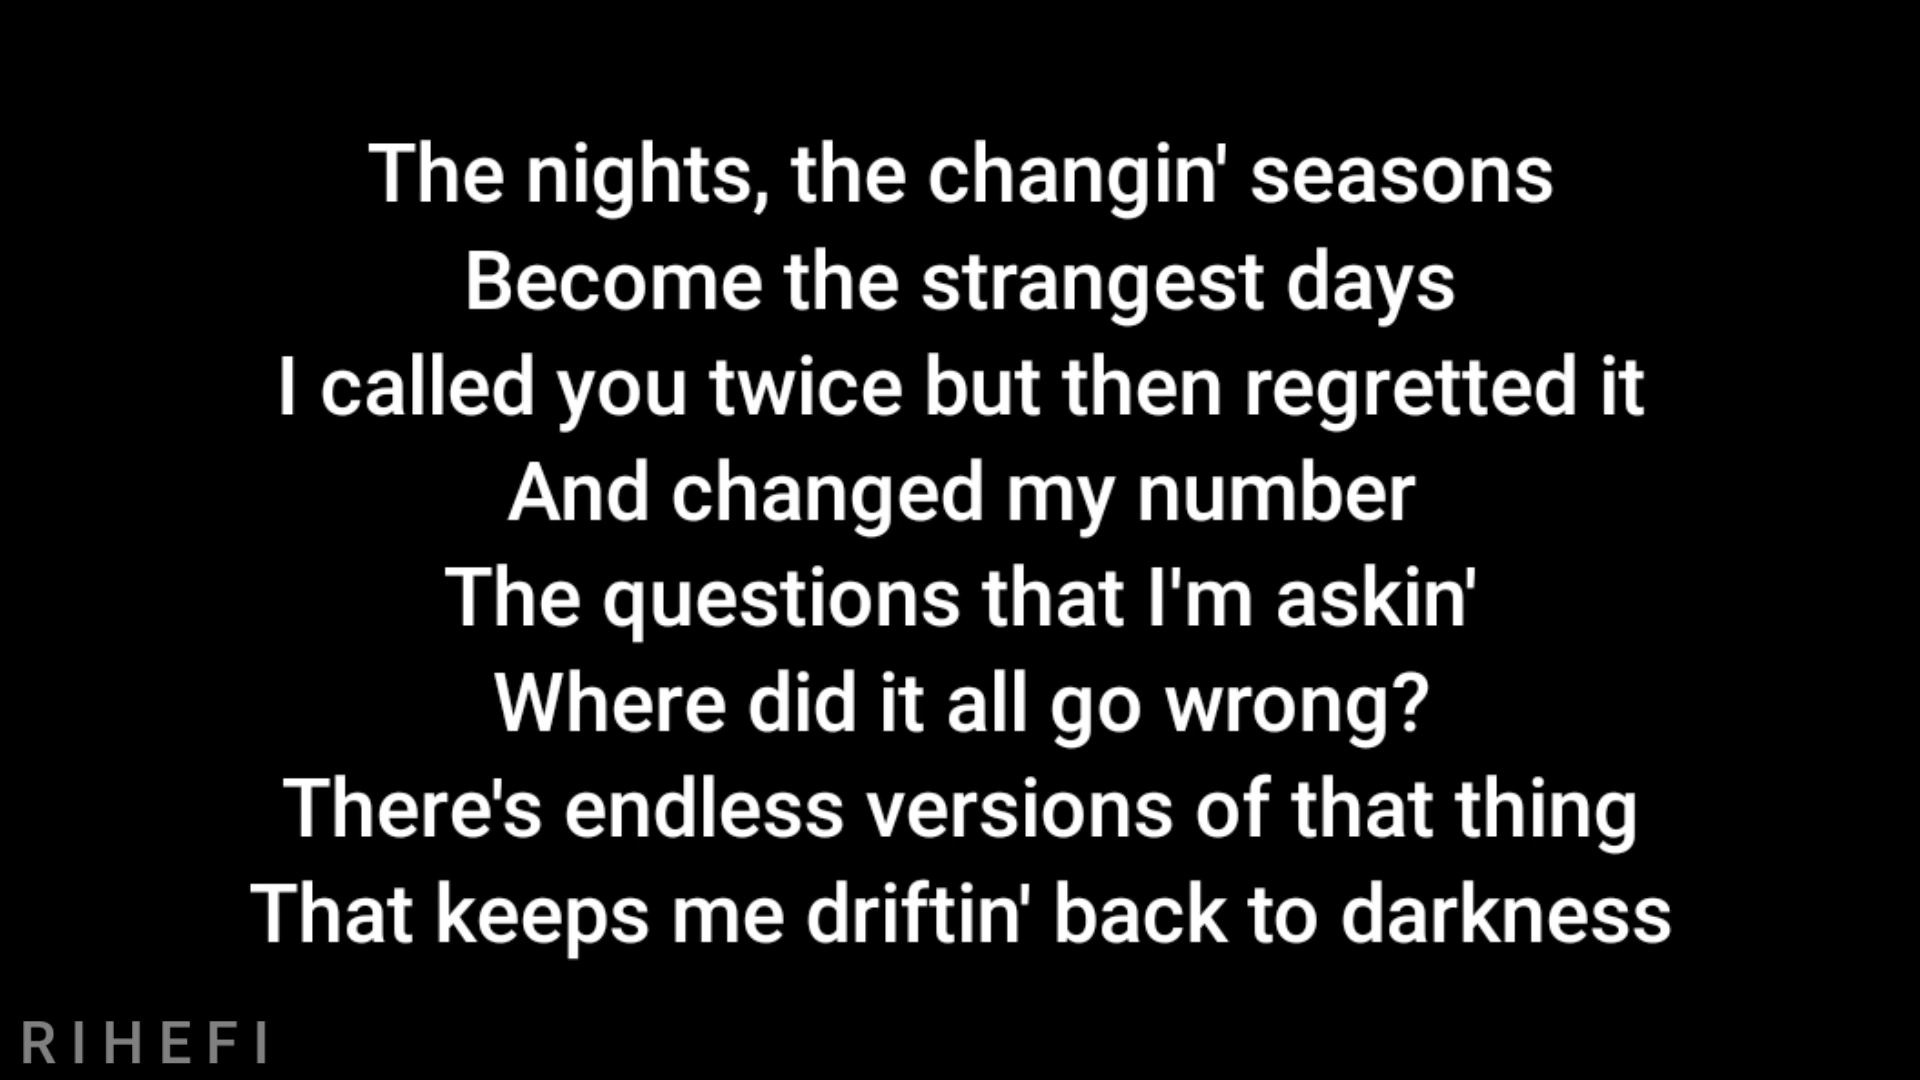 The nights, the changin' seasons
Become the strangest days
I called you twice but then regretted it
And changed my number
The questions that I'm askin'
Where did it all go wrong?
There's endless versions of that thing
That keeps me driftin' back to darkness
RIHEFI